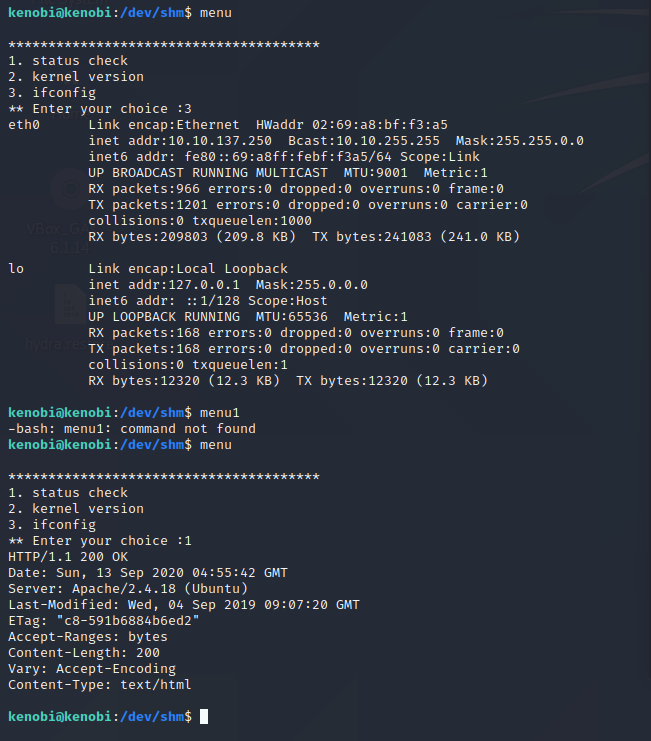 kenobi@kenobi:/dev/shm$ menu
***************************************
1. status check
2. kernel version
3. ifconfig
** Enter your choice :3
eth0      Link encap:Ethernet  HWaddr 02:69:a8:bf:f3:a5
          inet addr:10.10.137.250  Bcast:10.10.255.255  Mask:255.255.0.0
          inet6 addr: fe80::69:a8ff:febf:f3a5/64 Scope:Link
          UP BROADCAST RUNNING MULTICAST  MTU:9001  Metric:1
          RX packets:966 errors:0 dropped:0 overruns:0 frame:0
          TX packets:1201 errors:0 dropped:0 overruns:0 carrier:0
          collisions:0 txqueuelen:1000
          RX bytes:209803 (209.8 KB)  TX bytes:241083 (241.0 KB)
lo        Link encap:Local Loopback
          inet addr:127.0.0.1  Mask:255.0.0.0
          inet6 addr: ::1/128 Scope:Host
          UP LOOPBACK RUNNING  MTU:65536  Metric:1
          RX packets:168 errors:0 dropped:0 overruns:0 frame:0
          TX packets:168 errors:0 dropped:0 overruns:0 carrier:0
          collisions:0 txqueuelen:1
          RX bytes:12320 (12.3 KB)  TX bytes:12320 (12.3 KB)
kenobi@kenobi:/dev/shm$ menu1
-bash: menu1: command not found
kenobi@kenobi:/dev/shm$ menu
***************************************
1. status check
2. kernel version
3. ifconfig
** Enter your choice :1
HTTP/1.1 200 OK
Date: Sun, 13 Sep 2020 04:55:42 GMT
Server: Apache/2.4.18 (Ubuntu)
Last-Modified: Wed, 04 Sep 2019 09:07:20 GMT
ETag: "c8-591b6884b6ed2"
Accept-Ranges: bytes
Content-Length: 200
Vary: Accept-Encoding
Content-Type: text/html
kenobi@kenobi:/dev/shm$